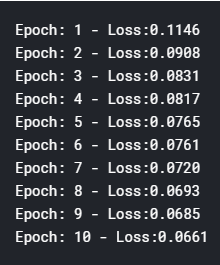 Epoch: 1 - Loss:0.1146
Epoch: 2 - Loss:0.0908
Epoch: 3 - Loss:0.0831
Epoch: 4 - Loss:0.0817
Epoch: 5 - Loss:0.0765
Epoch: 6 - Loss:0.0761
Epoch: 7 - Loss:0.0720
Epoch: 8 - Loss:0.0693
Epoch: 9 - Loss:0.0685
Epoch: 10 - Loss:0.0661